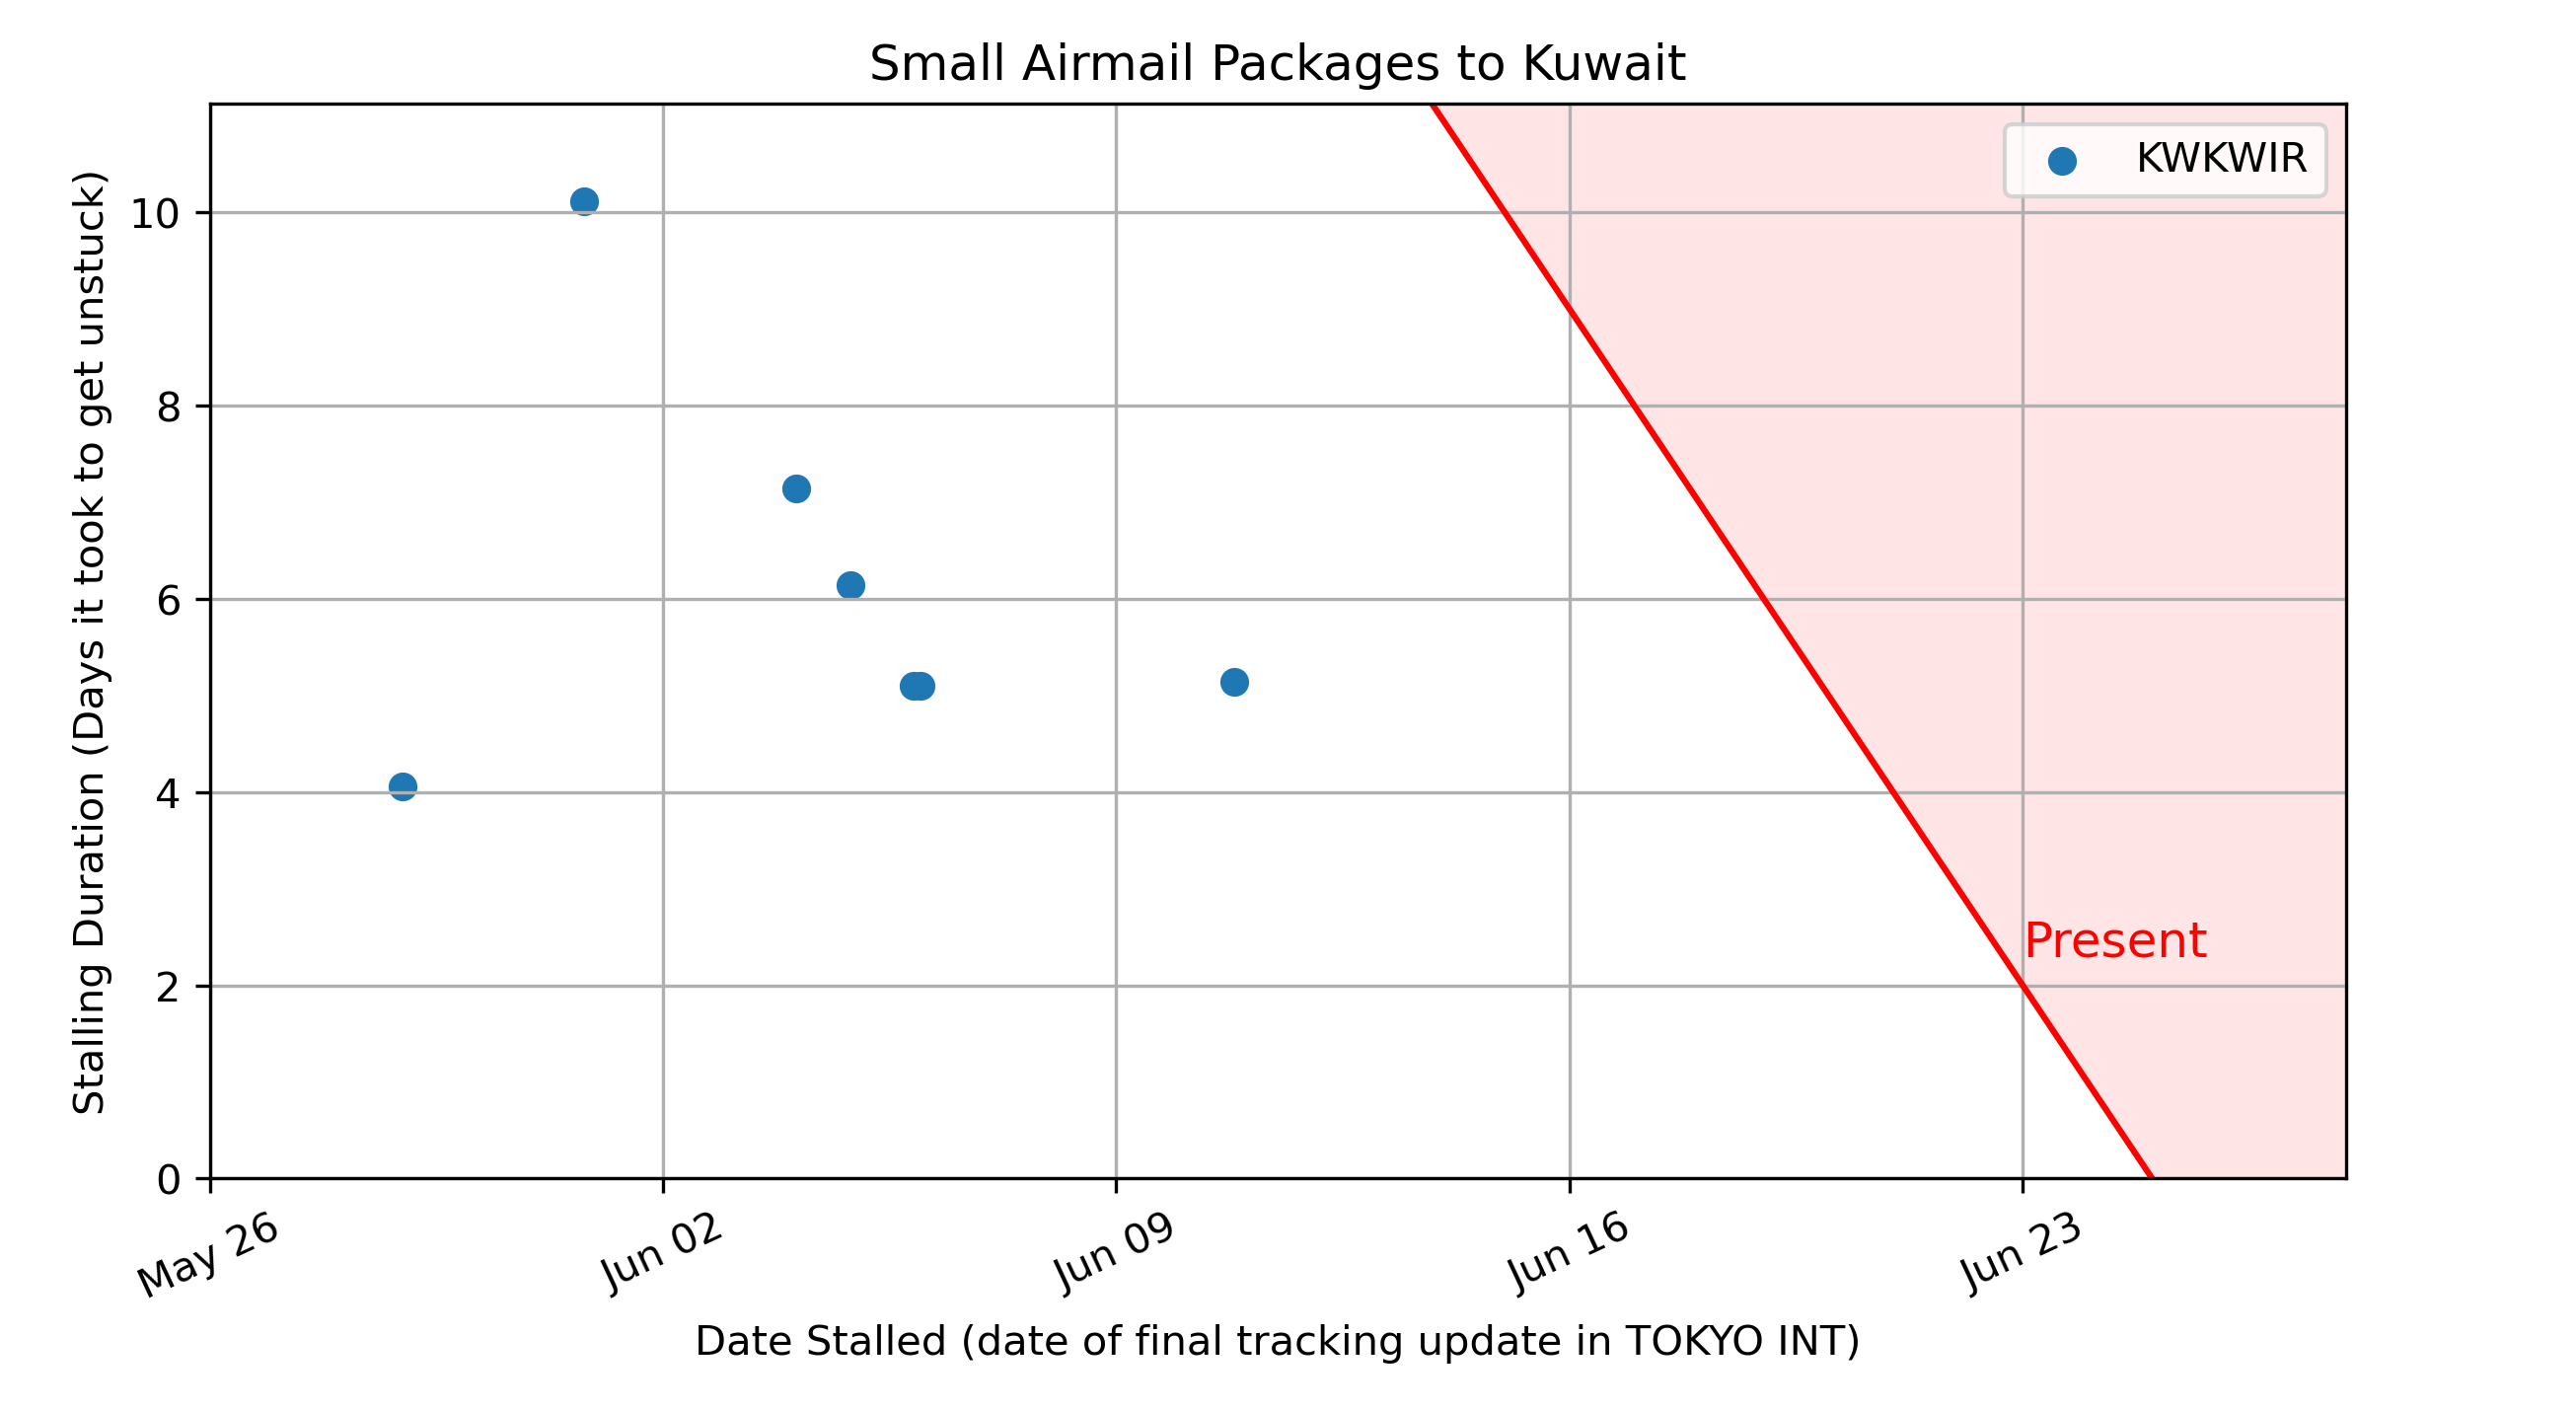 Small Airmail Packages to Kuwait
KWKWIR
Stalling Duration (Days it took to get unstuck)
10
8
6
4
2
0
Present
May 26
Jun 02
Jun 09
Jun 16
Jun 23
Date Stalled (date of final tracking update in TOKYO INT)